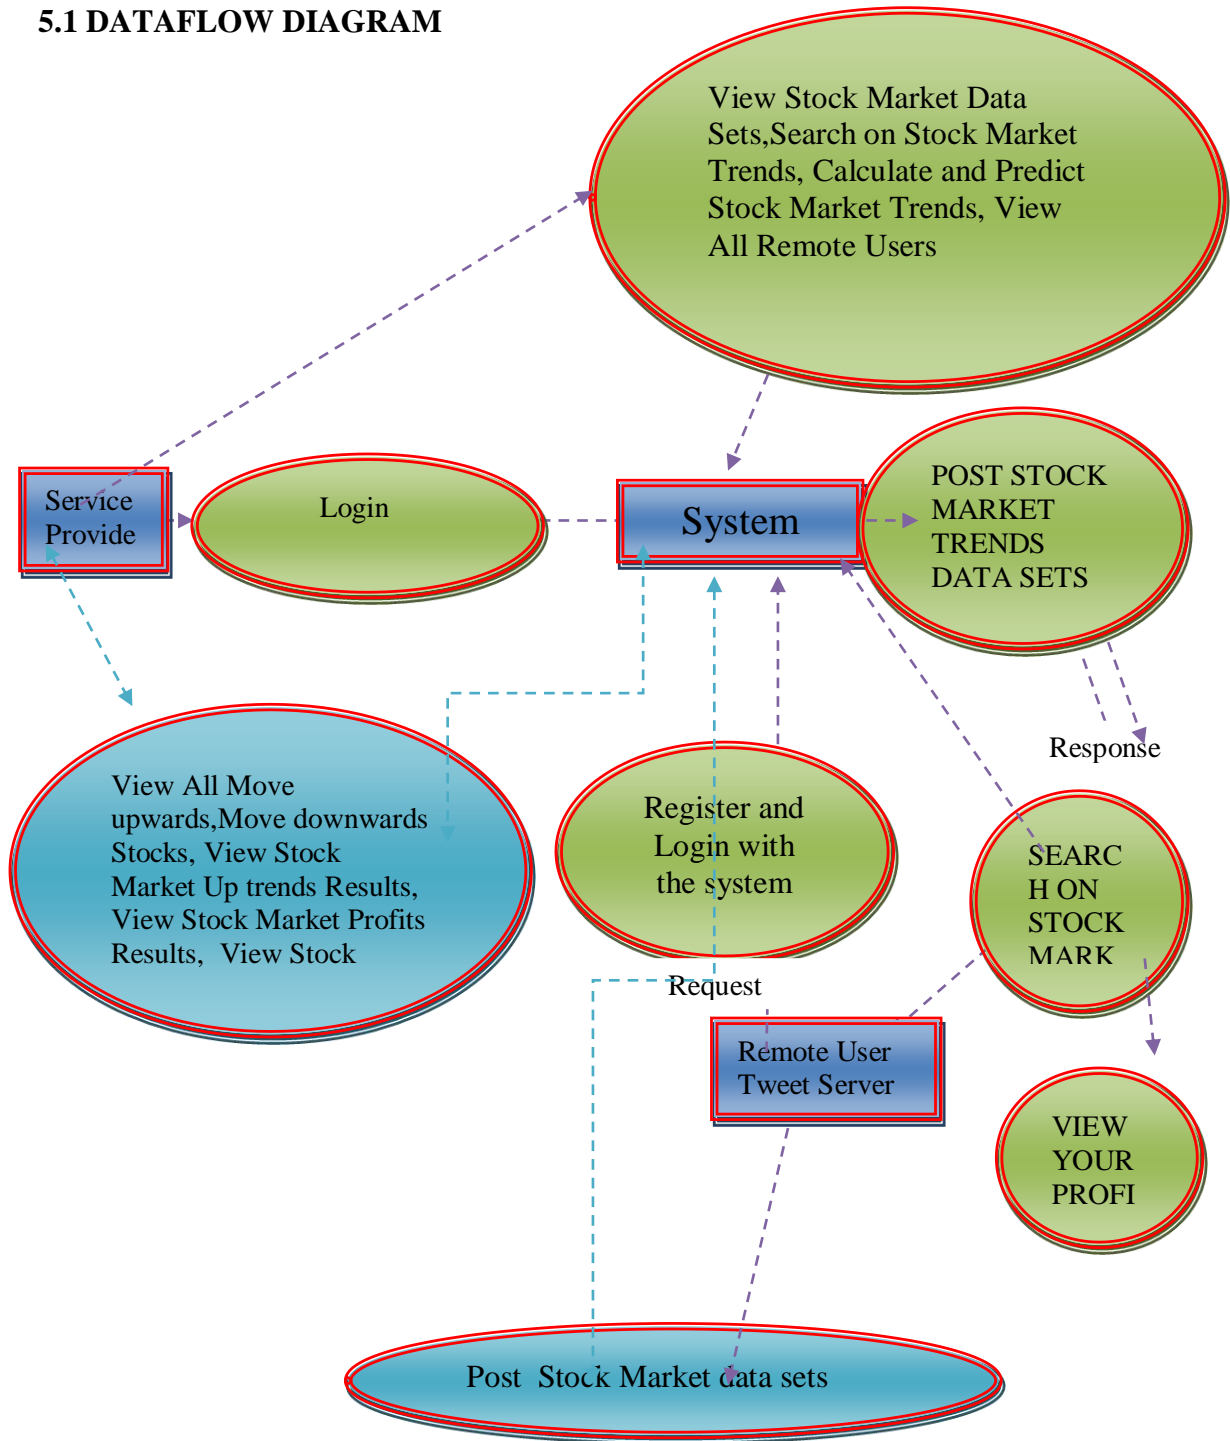 5.1 DATAFLOW DIAGRAM
View Stock Market Data
Sets,Search on Stock Market
Trends, Calculate and Predict
Stock Market Trends, View
All Remote Users
Service
Provide
Login
System
POST STOCK
MARKET
TRENDS
DATA SETS
Response
View All Move
upwards,Move downwards
Stocks, View Stock
Market Up trends Results,
View Stock Market Profits
Results, View Stock
Register and
Login with
the system
SEARC
H ON
STOCK
MARK
Request
Remote User
Tweet Server
VIEW
YOUR
PROFI
Post Stock Market data sets